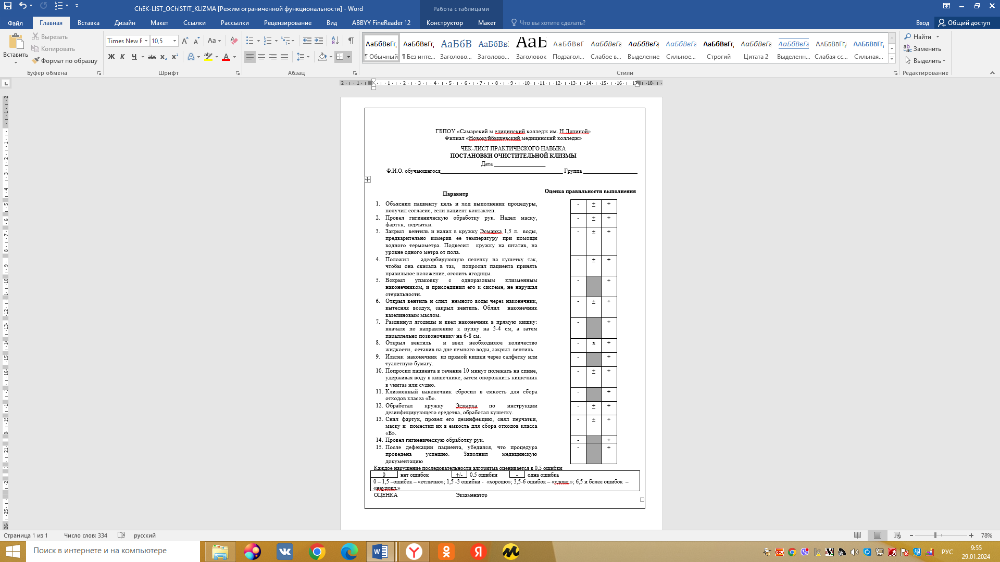 ChEK-LIST_OChISTIT_KLIZMA [Режим ограниченной функциональности] - Word
Работа с таблицами
Файл Главная Вставка Дизайн Макет Ссылки Рассылки Рецензирование Вид ABBYY FineReader 12 Конструктор Макет Что вы хотите сделать? Вход Общий доступ
Вставить
Вырезать
Копировать
Формат по образцу
Буфер обмена
Times New R 10,5
Ж К Ч abc x₂ x²
Шрифт
Абзац
АаБбВвГг, АаБбВвГг, АаБбВ АаБбВв АаБ АаБбВвГ АаБбВвГг АаБбВвГг АаБбВвГг АаБбВвГг, АаБбВвГг АаБбВвГг АаБбВвГг АаБбВвГг,
¶ Обычный ¶ Без инте... Заголово... Заголово... Заголовок Подзагол... Слабое в... Выделение Сильное... Строгий Цитата 2 Выделенн... Слабая сс... Сильная...
Стили
Найти
Заменить
Выделить
Редактирование
ГБПОУ «Самарский м едицинский колледж им. Н.Ляпиной»
Филиал «Новокуйбышевский медицинский колледж»
ЧЕК-ЛИСТ ПРАКТИЧЕСКОГО НАВЫКА
ПОСТАНОВКИ ОЧИСТИТЕЛЬНОЙ КЛИЗМЫ
Дата ___________________
Ф.И.О. обучающегося_____________________________________________ Группа ____________________
Параметр Оценка правильности выполнения
1. Объяснил пациенту цель и ход выполнения процедуры, - ± +
получил согласие, если пациент контактен.
2. Провел гигиеническую обработку рук. Надел маску, - ± +
фартук, перчатки.
3. Закрыл вентиль и налил в кружку Эсмарха 1,5 л. воды, - ± +
предварительно измерив ее температуру при помощи
водного термометра. Подвесил кружку на штатив, на
уровне одного метра от пола.
4. Положил адсорбирующую пеленку на кушетку так, - ± +
чтобы она свисала в таз, попросил пациента принять
правильное положение, оголить ягодицы.
5. Вскрыл упаковку с одноразовым клизменным - +
наконечником, и присоединил его к системе, не нарушая
стерильности.
6. Открыл вентиль и слил немного воды через наконечник, - ± +
вытесняя воздух, закрыл вентиль. Облил наконечник
вазелиновым маслом.
7. Раздвинул ягодицы и ввел наконечник в прямую кишку: - +
вначале по направлению к пупку на 3-4 см, а затем
параллельно позвоночнику на 6-8 см.
8. Открыл вентиль и ввел необходимое количество - x +
жидкости, оставив на дне немного воды, закрыл вентиль.
9. Извлек наконечник из прямой кишки через салфетку или - +
туалетную бумагу.
10. Попросил пациента в течение 10 минут полежать на спине, - ± +
удерживая воду в кишечнике, затем опорожнить кишечник
в унитаз или судно.
11. Клизменный наконечник сбросил в емкость для сбора - +
отходов класса «Б».
12. Обработал кружку Эсмарха по инструкции - ± +
дезинфицирующего средства, обработал кушетку.
13. Снял фартук, провел его дезинфекцию, снял перчатки, - ± +
маску и поместил их в емкость для сбора отходов класса
«Б».
14. Провел гигиеническую обработку рук. - +
15. После дефекации пациента, убедился, что процедура - +
проведена успешно. Заполнил медицинскую
документацию
Каждое нарушение последовательности алгоритма оценивается в 0,5 ошибки
0 нет ошибок +/- 0,5 ошибки - одна ошибка
0 – 1,5 –ошибок – «отлично»; 1,5 -3 ошибки - «хорошо»; 3,5-6 ошибок – «удовл.»; 6,5 и более ошибок –
«неудовл.»
ОЦЕНКА Экзаменатор
Страница 1 из 1 Число слов: 334 русский 78%
Поиск в интернете и на компьютере
РУС
9:55
29.01.2024